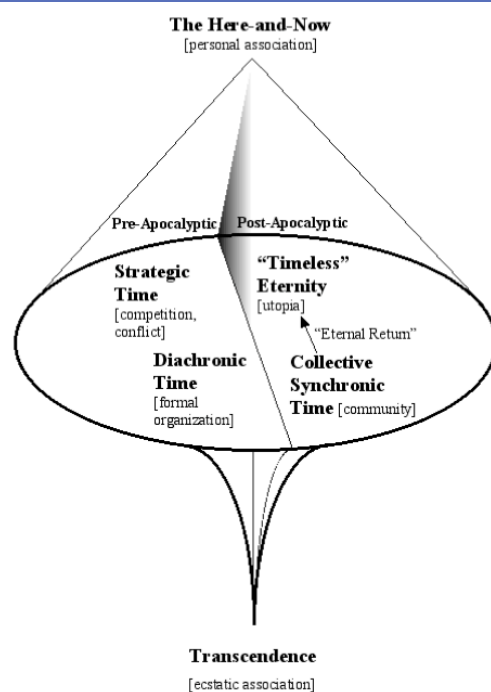 The Here-and-Now
[personal association]
Pre-Apocalyptic
Post-Apocalyptic
Strategic
Time
[competition,
conflict]
“Timeless”
Eternity
[utopia]
“Eternal Return”
Diachronic
Time
[formal
organization]
Collective
Synchronic
Time [community]
Transcendence
[ecstatic association]